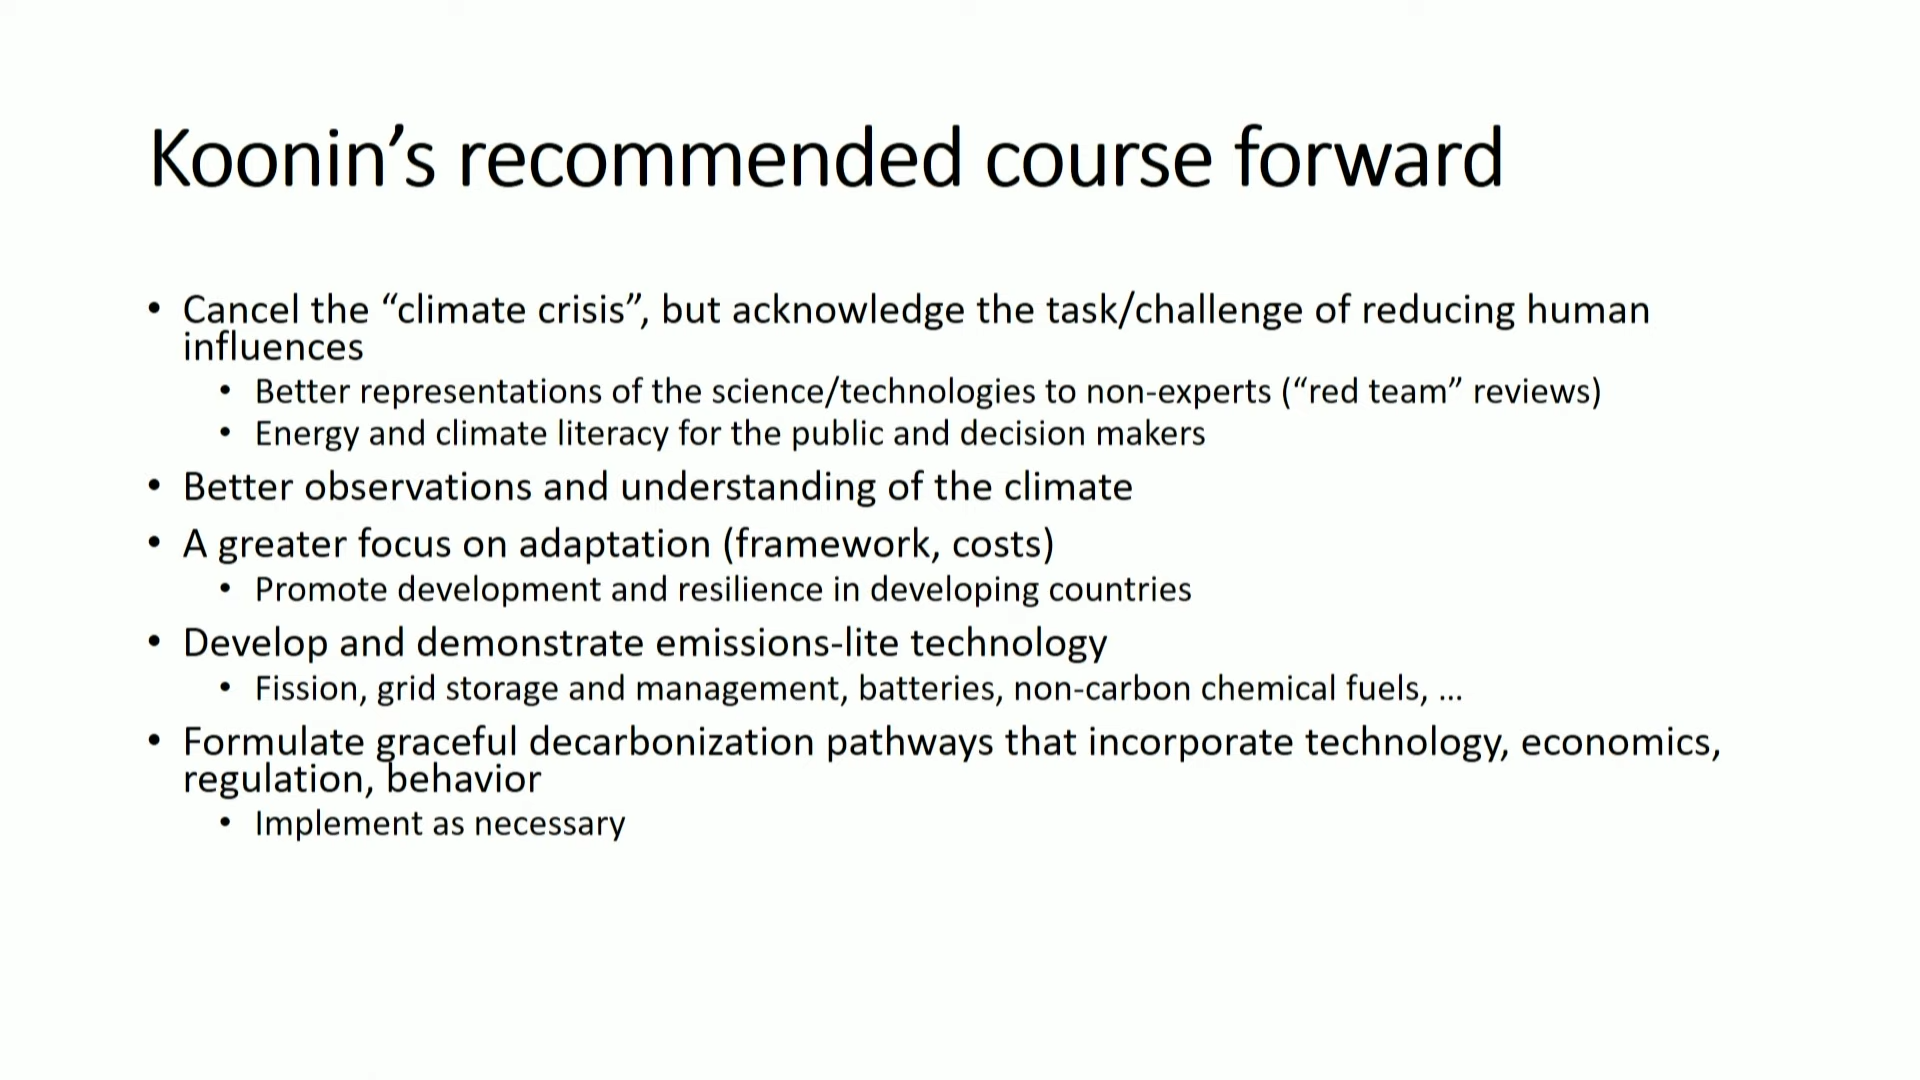 Koonin’s recommended course forward
• Cancel the “climate crisis”, but acknowledge the task/challenge of reducing human
influences
• Better representations of the science/technologies to non-experts (“red team” reviews)
• Energy and climate literacy for the public and decision makers
• Better observations and understanding of the climate
• A greater focus on adaptation (framework, costs)
• Promote development and resilience in developing countries
• Develop and demonstrate emissions-lite technology
• Fission, grid storage and management, batteries, non-carbon chemical fuels, ...
• Formulate graceful decarbonization pathways that incorporate technology, economics,
regulation, behavior
• Implement as necessary